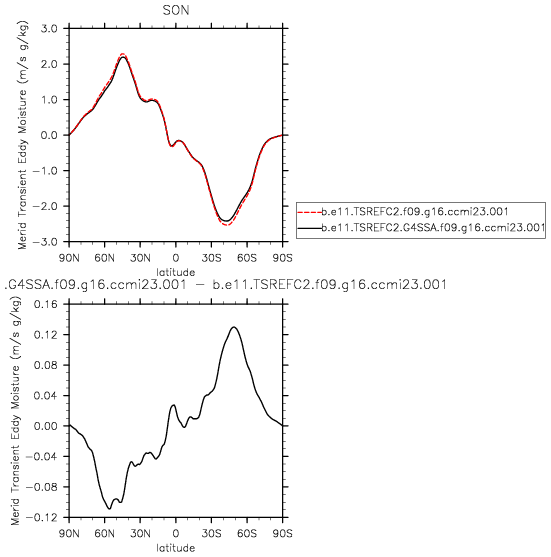 SON
Merid Transient Eddy Moisture (m/s g/kg)
3.0
2.0
1.0
0.0
-1.0
-2.0
-3.0
90N 60N 30N 0 30S 60S 90S
latitude
b.e11.TSREFC2.f09.g16.ccmi23.001
b.e11.TSREFC2.G4SSA.f09.g16.ccmi23.001
.G4SSA.f09.g16.ccmi23.001 - b.e11.TSREFC2.f09.g16.ccmi23.001
Merid Transient Eddy Moisture (m/s g/kg)
0.16
0.12
0.08
0.04
0.00
-0.04
-0.08
-0.12
90N 60N 30N 0 30S 60S 90S
latitude